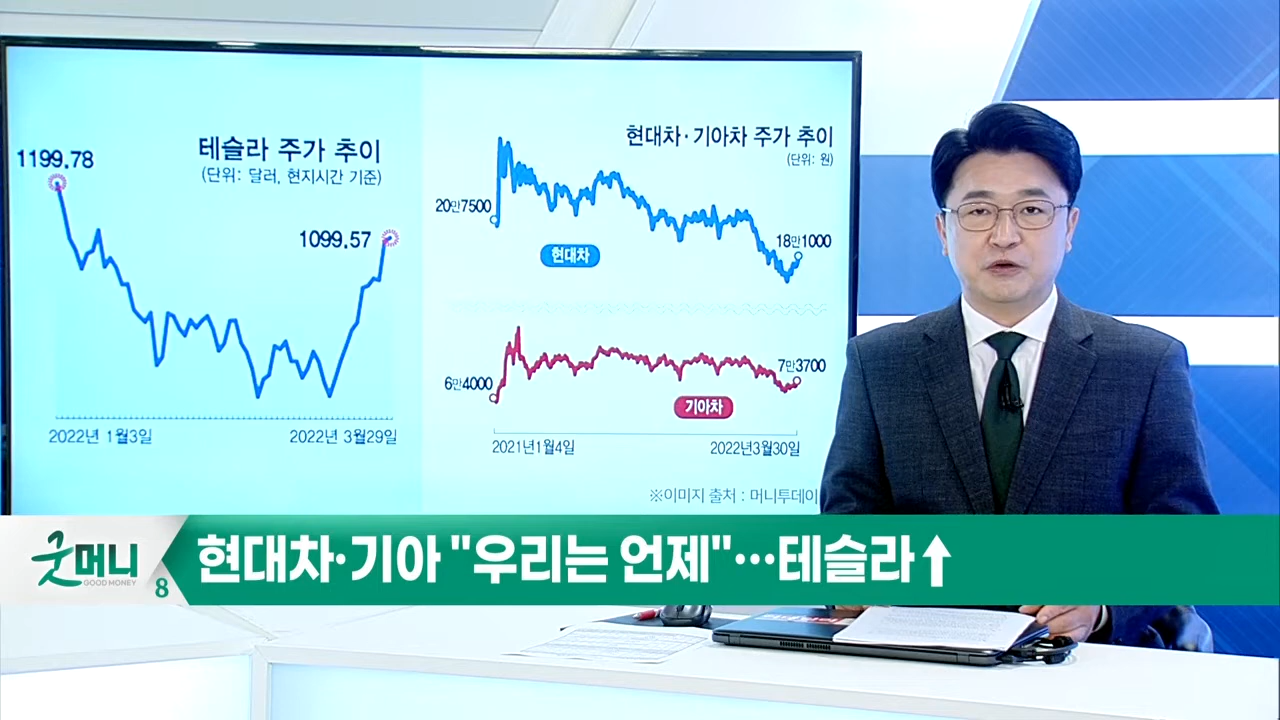 테슬라 주가 추이
(단위: 달러, 현지시간 기준)
1199.78
1099.57
2022년 1월3일
2022년 3월29일
현대차·기아차 주가 추이
(단위: 원)
20만7500
18만1000
현대차
6만4000
7만3700
기아차
2021년1월4일
2022년3월30일
※이미지 출처 : 머니투데이
굿머니
GOOD MONEY
8
현대차·기아 "우리는 언제"…테슬라↑